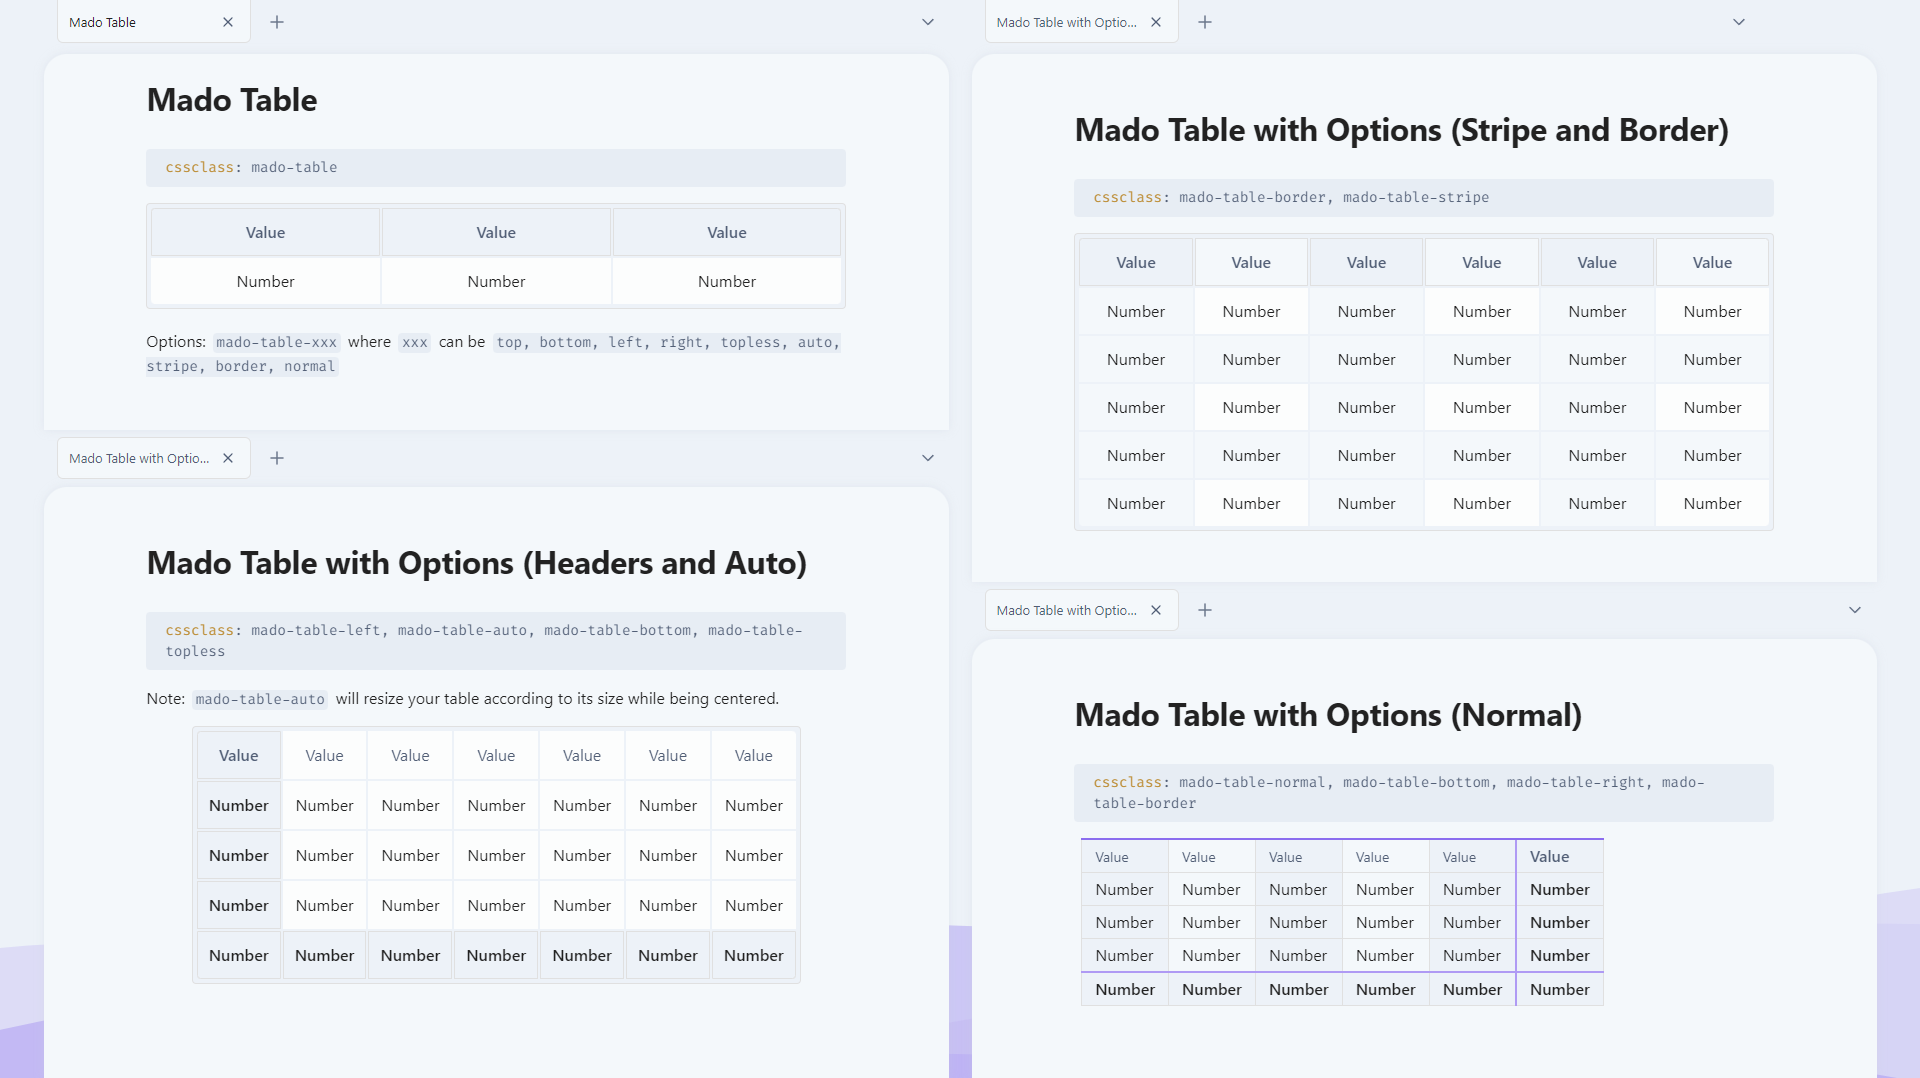 Mado Table
Mado Table
cssclass: mado-table
Value Value Value
Number Number Number
Options: mado-table-xxx where xxx can be top, bottom, left, right, topless, auto,
stripe, border, normal
Mado Table with Optio...
Mado Table with Options (Headers and Auto)
cssclass: mado-table-left, mado-table-auto, mado-table-bottom, mado-table-
topless
Note: mado-table-auto will resize your table according to its size while being centered.
Value Value Value Value Value Value Value
Number Number Number Number Number Number Number
Number Number Number Number Number Number Number
Number Number Number Number Number Number Number
Number Number Number Number Number Number Number
Mado Table with Optio...
Mado Table with Options (Stripe and Border)
cssclass: mado-table-border, mado-table-stripe
Value Value Value Value Value Value
Number Number Number Number Number Number
Number Number Number Number Number Number
Number Number Number Number Number Number
Number Number Number Number Number Number
Number Number Number Number Number Number
Mado Table with Optio...
Mado Table with Options (Normal)
cssclass: mado-table-normal, mado-table-bottom, mado-table-right, mado-
table-border
Value Value Value Value Value Value
Number Number Number Number Number Number
Number Number Number Number Number Number
Number Number Number Number Number Number
Number Number Number Number Number Number